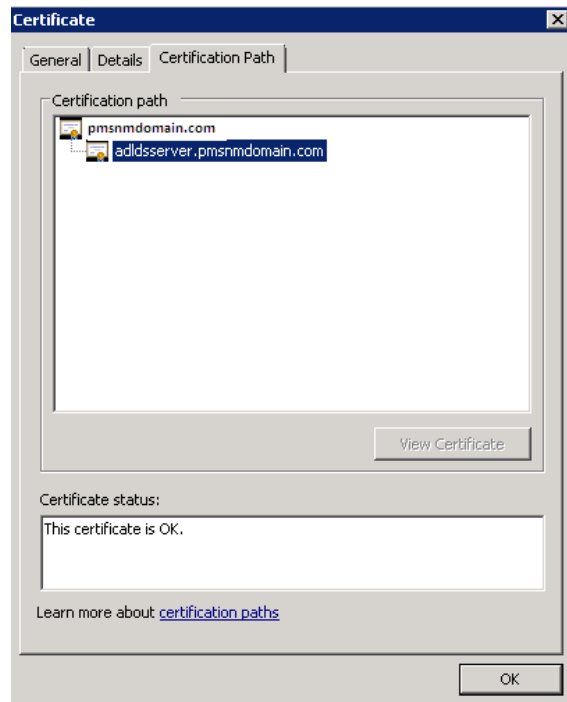 Certificate
General Details Certification Path
Certification path
pmsnmdomain.com
adldsserver.pmsnmdomain.com
View Certificate
Certificate status:
This certificate is OK.
Learn more about certification paths
OK